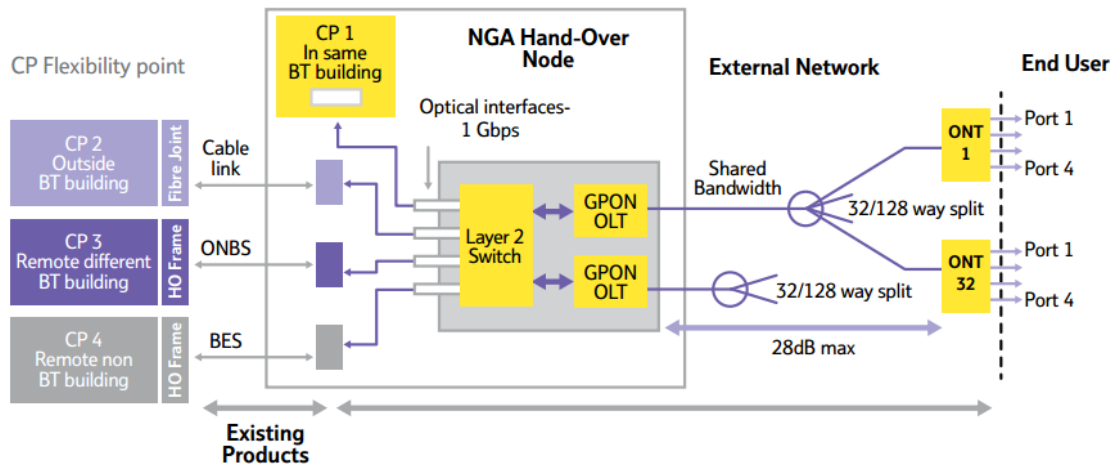 CP Flexibility point
CP 1
In same
BT building
NGA Hand-Over
Node
External Network
End User
Optical interfaces-
1 Gbps
CP 2
Outside
BT building
Fibre Joint
Cable
link
CP 3
Remote different
BT building
HO Frame
ONBS
CP 4
Remote non
BT building
HO Frame
BES
Layer 2
Switch
GPON
OLT
GPON
OLT
Shared
Bandwidth
32/128 way split
32/128 way split
28dB max
ONT
1
Port 1
Port 4
ONT
32
Port 1
Port 4
Existing
Products